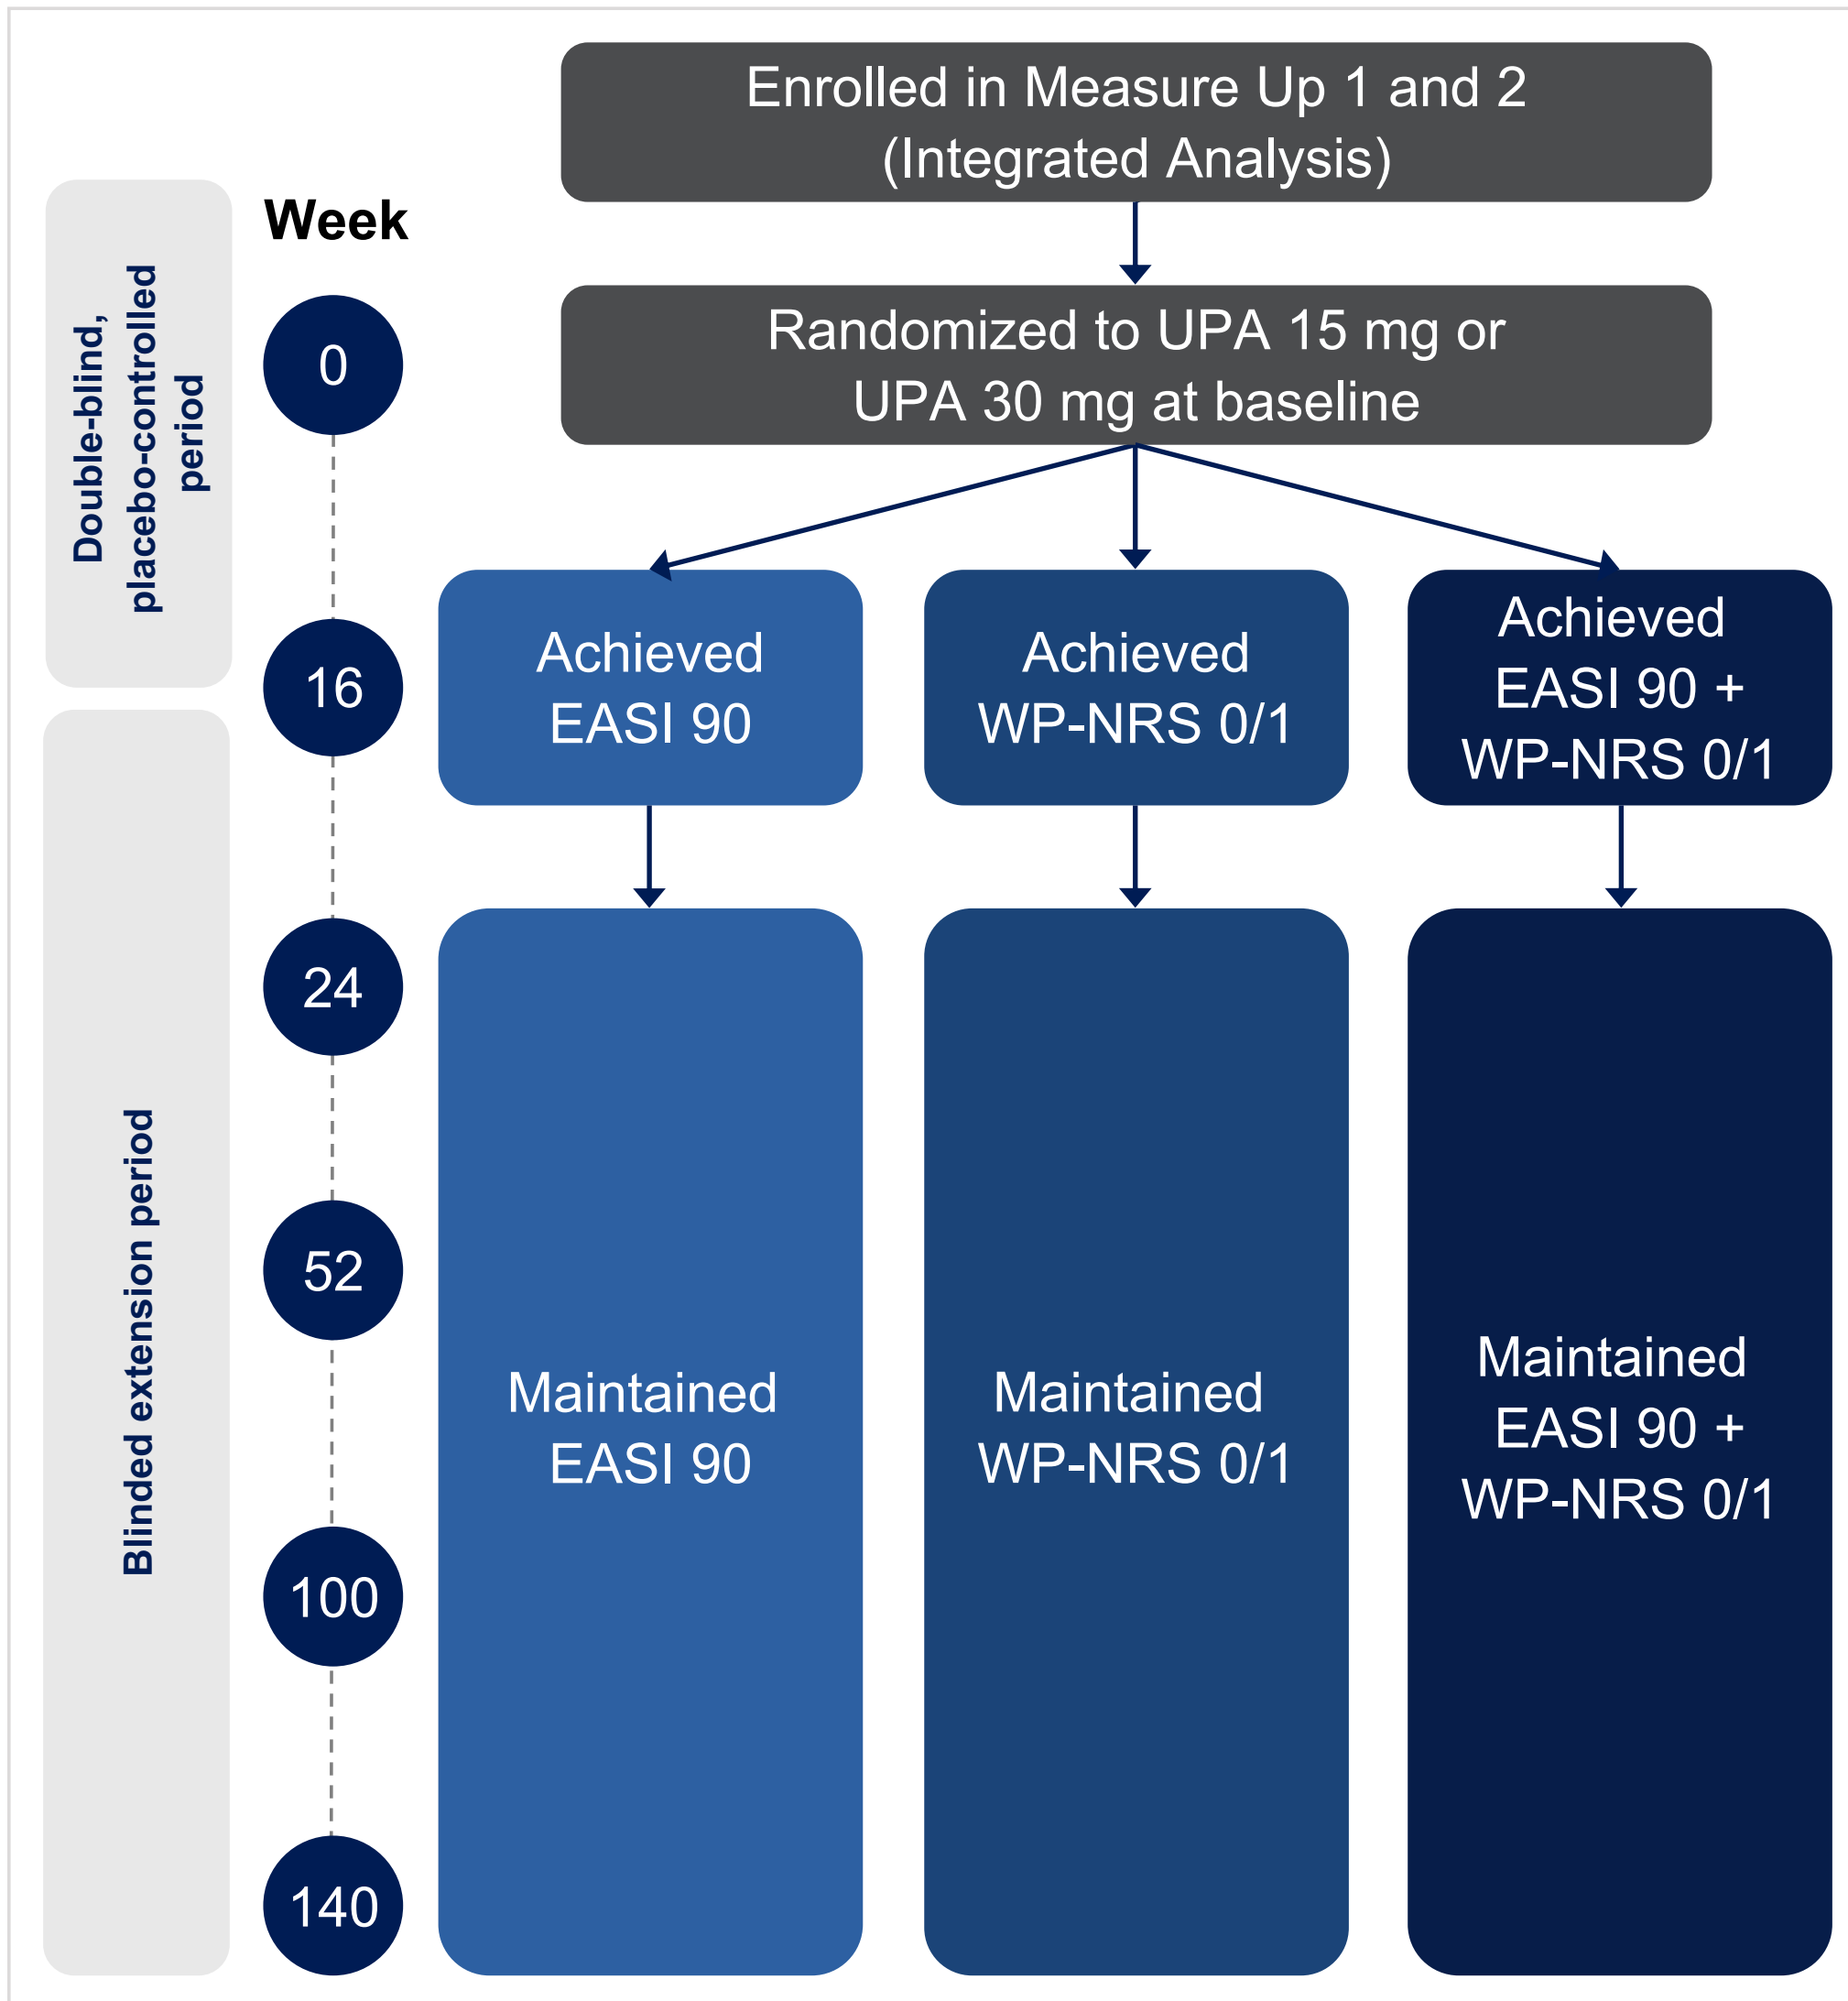 Enrolled in Measure Up 1 and 2
(Integrated Analysis)
Double-blind,
placebo-controlled
period
Week
0
Randomized to UPA 15 mg or
UPA 30 mg at baseline
16
Achieved
EASI 90
Achieved
WP-NRS 0/1
Achieved
EASI 90 +
WP-NRS 0/1
Blinded extension period
24
52
100
140
Maintained
EASI 90
Maintained
WP-NRS 0/1
Maintained
EASI 90 +
WP-NRS 0/1